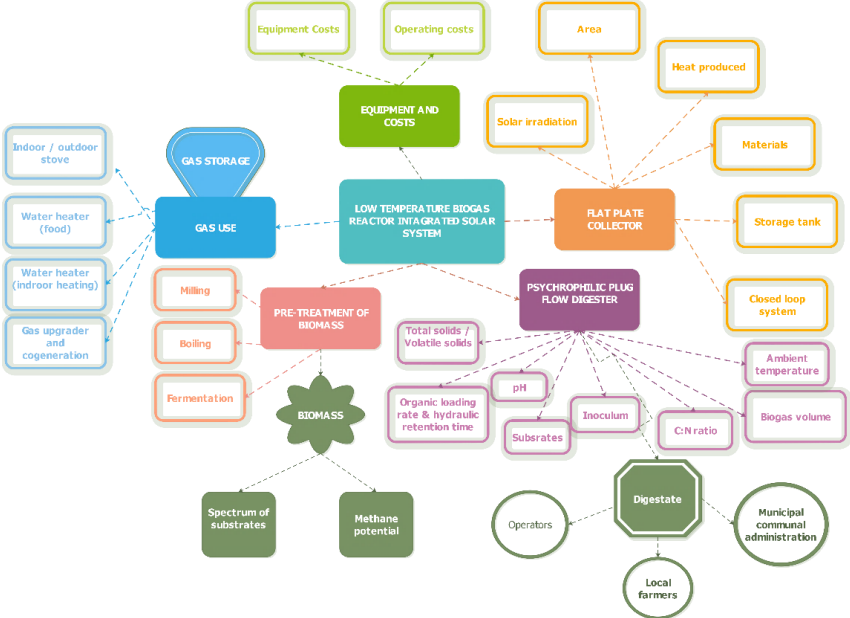 Equipment Costs
Operating costs
Area
Heat produced
EQUIPMENT AND
COSTS
Solar irradiation
Materials
Indoor / outdoor
stove
GAS STORAGE
LOW TEMPERATURE BIOGAS
REACTOR INTAGRATED SOLAR
SYSTEM
FLAT PLATE
COLLECTOR
Storage tank
Water heater
(food)
GAS USE
Water heater
(indroor heating)
Milling
PRE-TREATMENT OF
BIOMASS
PSYCHROPHILIC PLUG
FLOW DIGESTER
Closed loop
system
Gas upgrader
and
cogeneration
Boiling
Total solids /
Volatile solids
Ambient
temperature
Fermentation
BIOMASS
Organic loading
rate & hydraulic
retention time
pH
Subsrates
Inoculum
C:N ratio
Biogas volume
Spectrum of
substrates
Methane
potential
Digestate
Operators
Municipal
communal
administration
Local
farmers